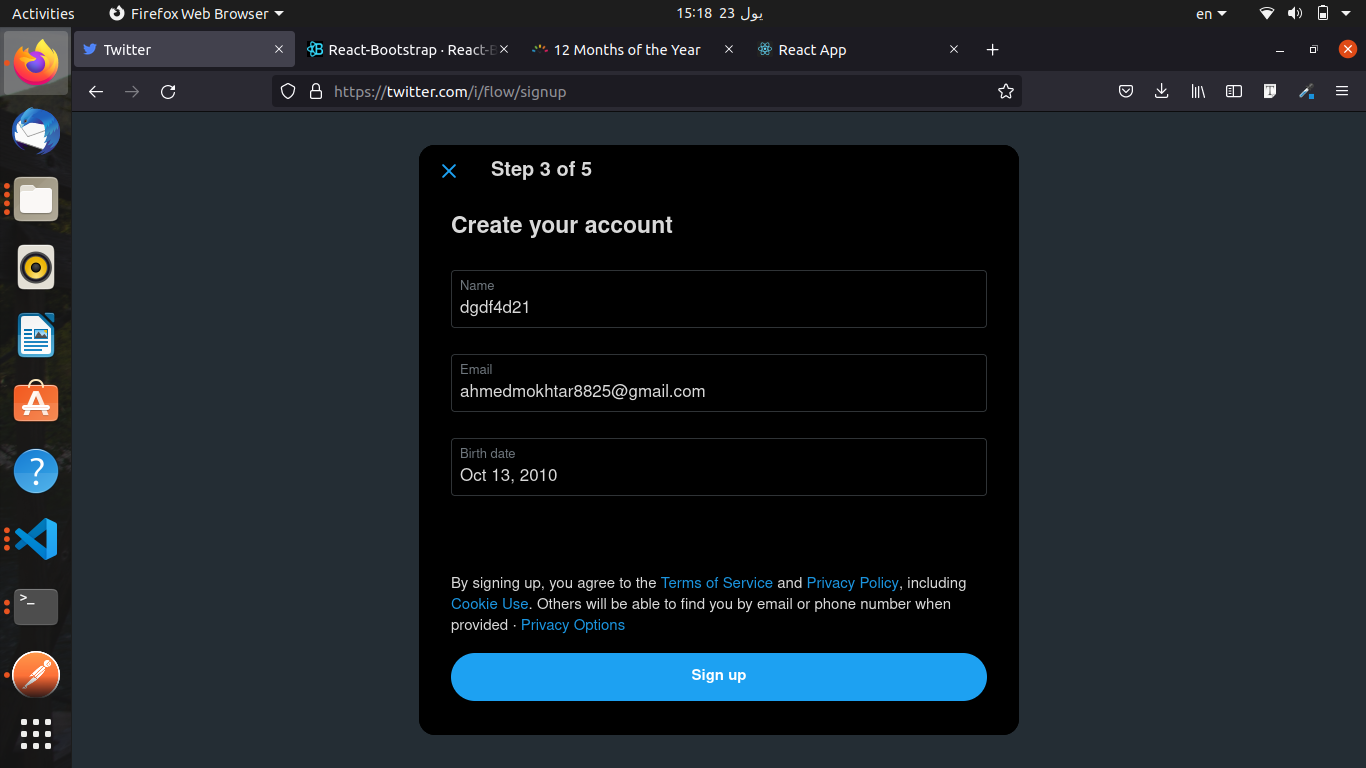 Activities Firefox Web Browser 15:18 23 يول en
Twitter React-Bootstrap · React-B 12 Months of the Year React App
https://twitter.com/i/flow/signup
Step 3 of 5
Create your account
Name
dgdf4d21
Email
ahmedmokhtar8825@gmail.com
Birth date
Oct 13, 2010
By signing up, you agree to the Terms of Service and Privacy Policy, including
Cookie Use. Others will be able to find you by email or phone number when
provided · Privacy Options
Sign up